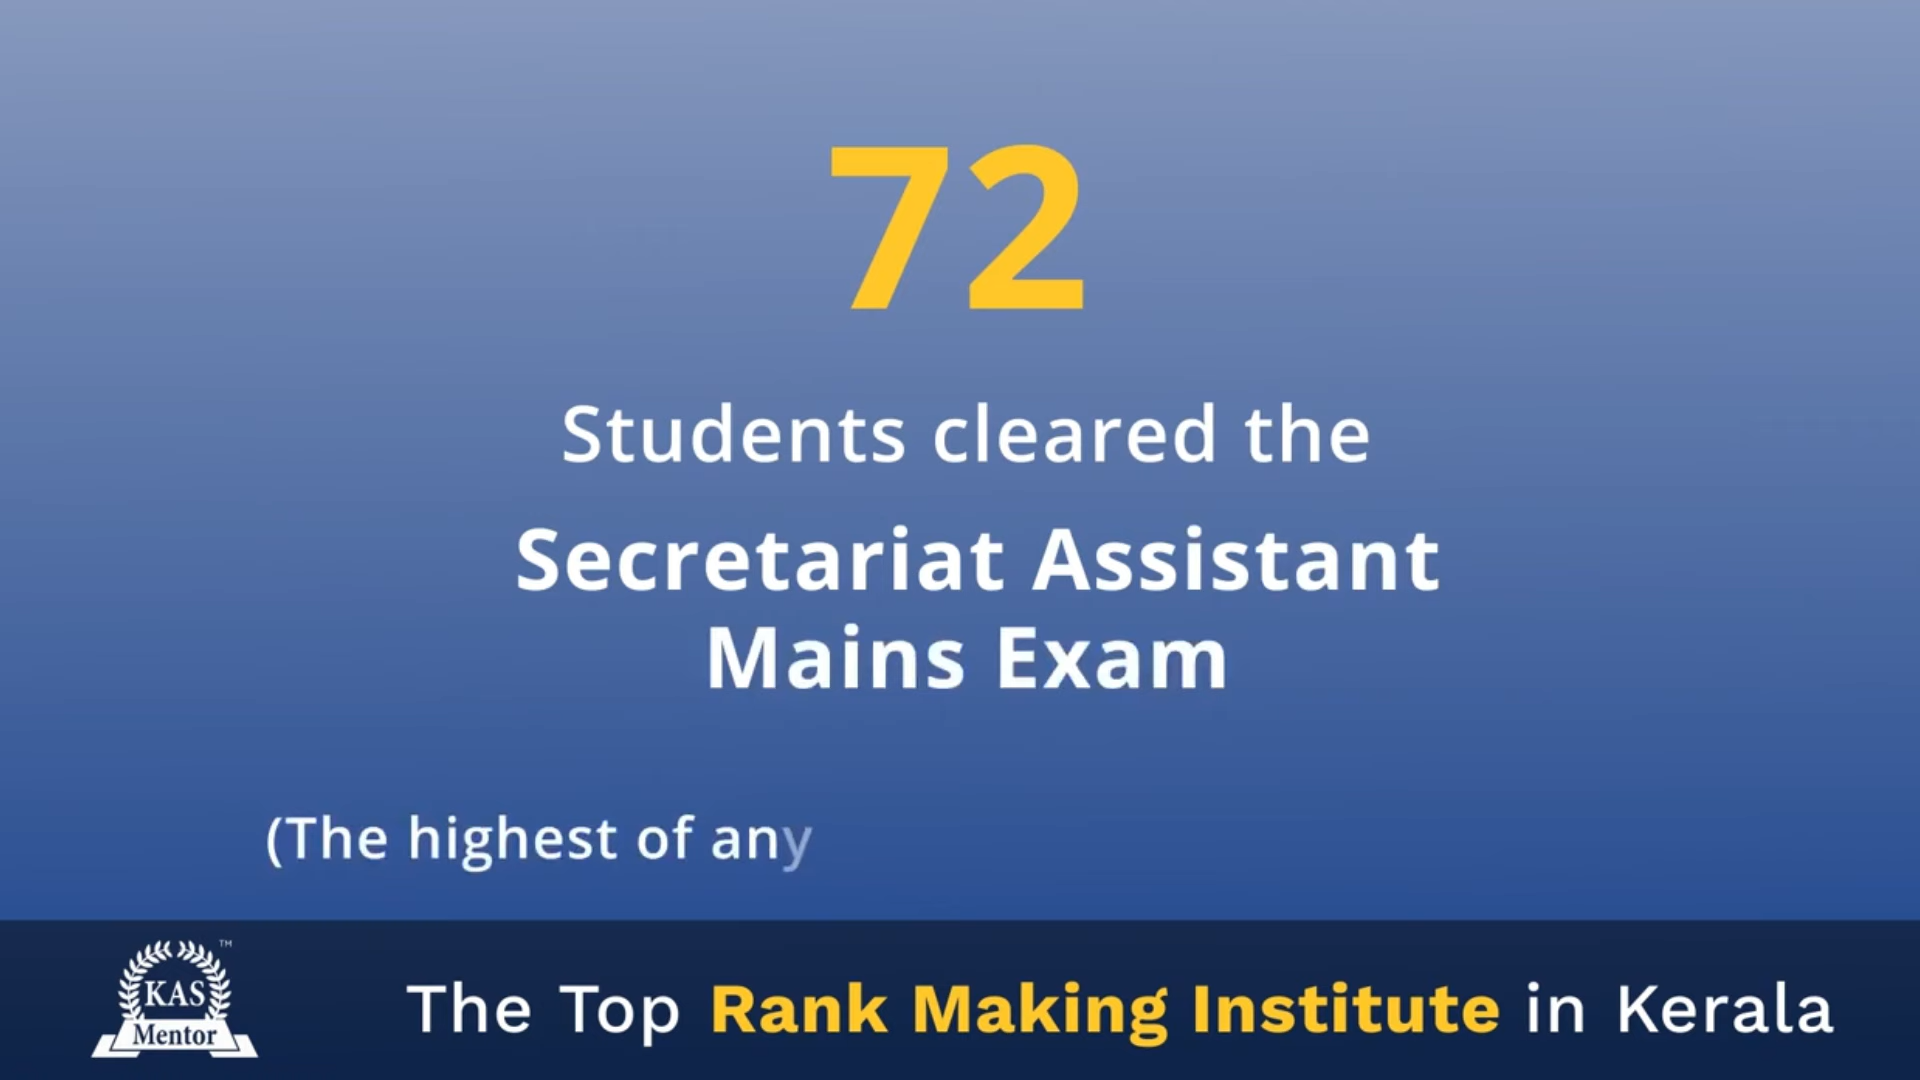 72
Students cleared the
Secretariat Assistant
Mains Exam
(The highest of any
KAS
TM
Mentor
The Top Rank Making Institute in Kerala